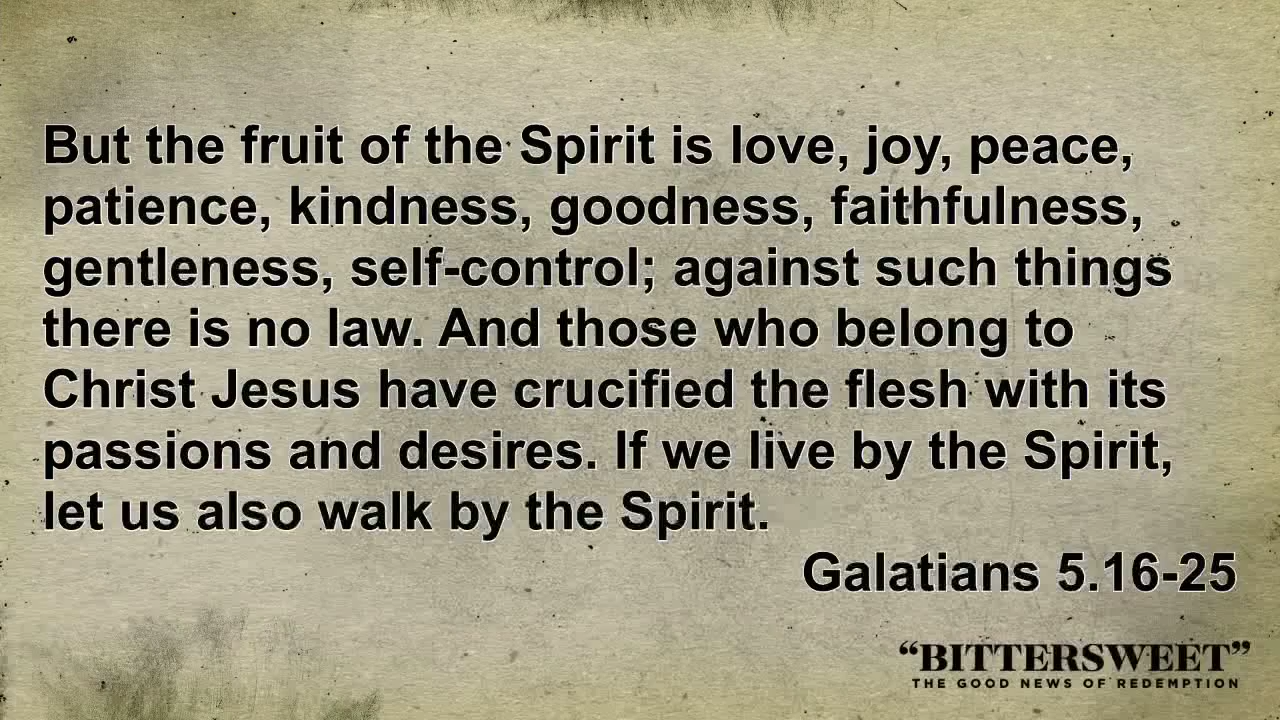 But the fruit of the Spirit is love, joy, peace,
patience, kindness, goodness, faithfulness,
gentleness, self-control; against such things
there is no law. And those who belong to
Christ Jesus have crucified the flesh with its
passions and desires. If we live by the Spirit,
let us also walk by the Spirit.
Galatians 5.16-25
“BITTERSWEET”
THE GOOD NEWS OF REDEMPTION